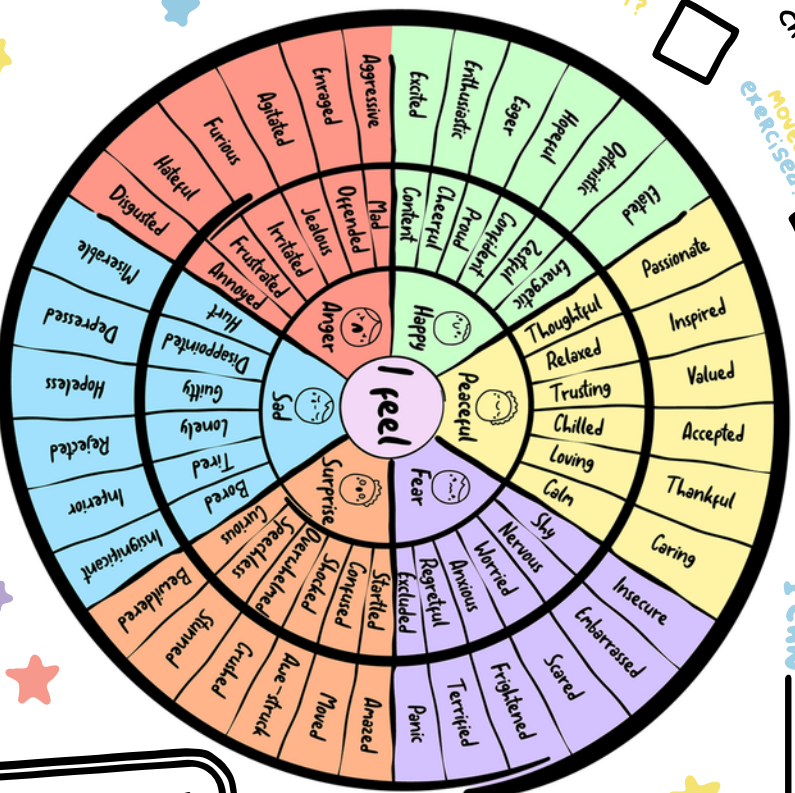 I feel
Happy
Content
Cheerful
Proud
Confident
Zestful
Energetic
Excited
Enthusiastic
Eager
Hopeful
Optmistic
Elated
Peaceful
Thoughtful
Relaxed
Trusting
Chilled
Loving
Calm
Passionate
Inspired
Valued
Accepted
Thankful
Caring
Fear
Shy
Nervous
Worried
Anxious
Regretful
Excluded
Insecure
Embarrassed
Scared
Frightened
Terrified
Panic
Surprise
Startled
Confused
Shocked
Overwhelmed
Speechless
Curious
Amazed
Moved
Awe-struck
Crushed
Stunned
Bewildered
Sad
Bored
Tired
Lonely
Guilty
Disappointed
Hurt
Insignificant
Inferior
Rejected
Hopeless
Depressed
Miserable
Anger
Annoyed
Frustrated
Irritated
Jealous
Offended
Mad
Disgusted
Hateful
Furious
Agitated
Enraged
Aggressive
exercised